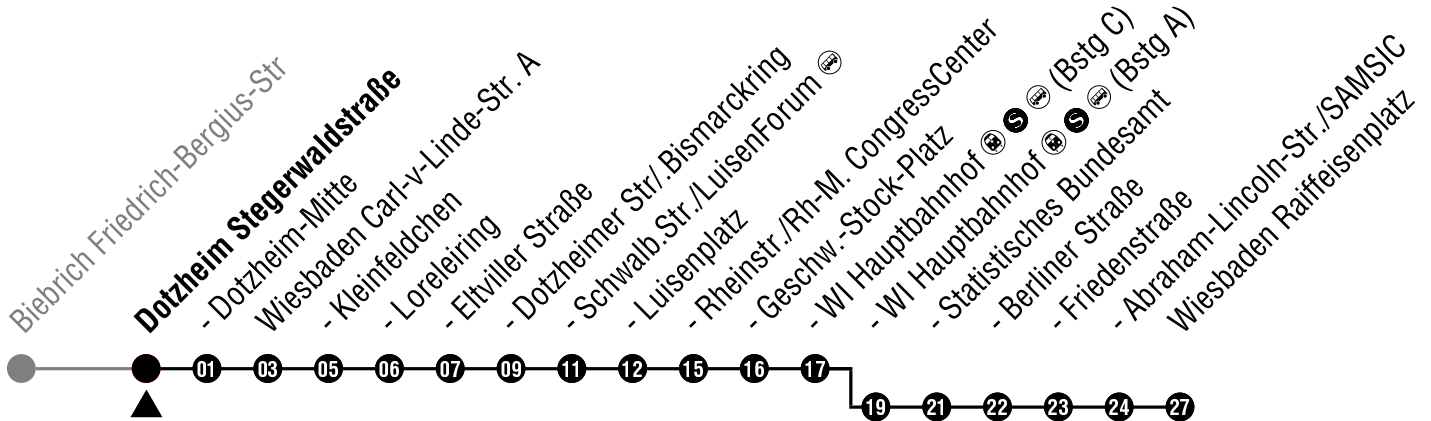 Biebrich Friedrich-Bergius-Str
Dotzheim Stegerwaldstraße
- Dotzheim-Mitte
Wiesbaden Carl-v-Linde-Str. A
- Kleinfeldchen
- Loreleiring
- Eltviller Straße
- Dotzheimer Str/.Bismarckring
- Schwalb.Str./LuisenForum
- Luisenplatz
- Rheinstr./Rh-M. CongressCenter
- Geschw.-Stock-Platz
- WI Hauptbahnhof S (Bstg C)
- WI Hauptbahnhof S (Bstg A)
- Statistisches Bundesamt
- Berliner Straße
- Friedenstraße
- Abraham-Lincoln-Str./SAMSIC
Wiesbaden Raiffeisenplatz
01 03 05 06 07 09 11 12 15 16 17
19 21 22 23 24 27